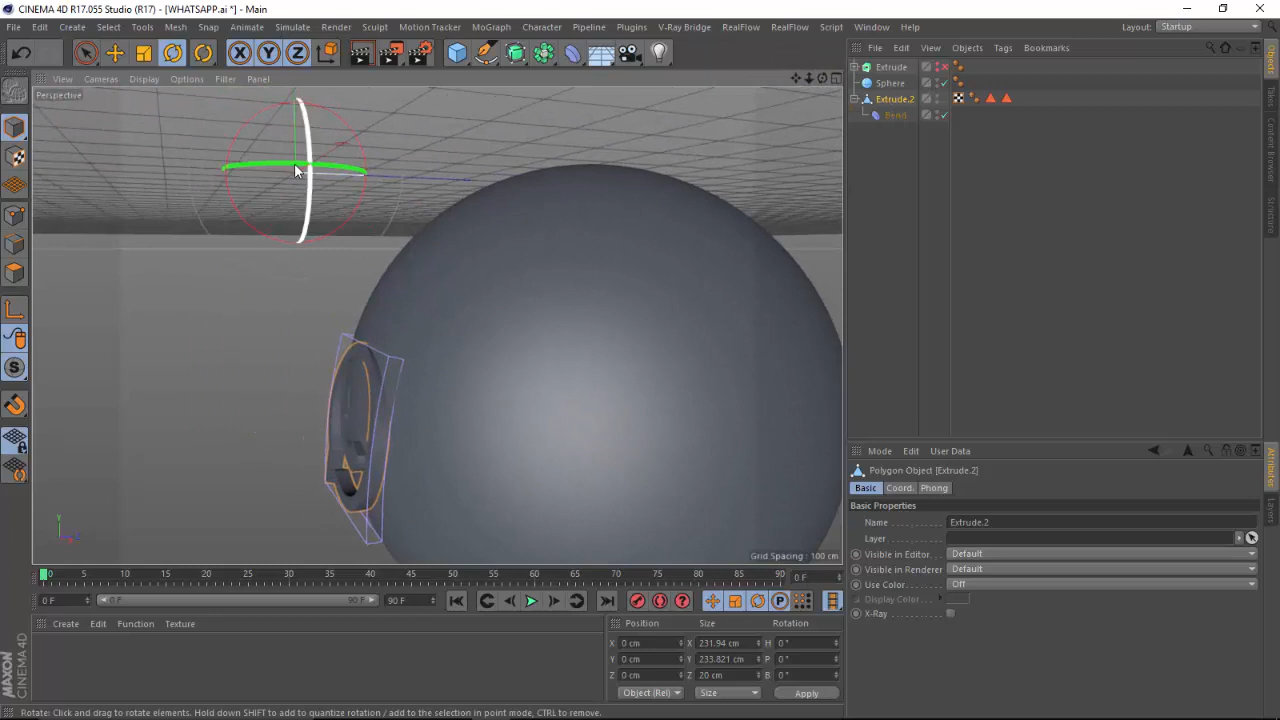 CINEMA 4D R17.055 Studio (R17) - [WHATSAPP.ai *] - Main
File Edit Create Select Tools Mesh Snap Animate Simulate Render Sculpt Motion Tracker MoGraph Character Pipeline Plugins V-Ray Bridge RealFlow RealFlow Script Window Help Layout: Startup
X Y Z
File Edit View Objects Tags Bookmarks
View Cameras Display Options Filter Panel
Perspective
Extrude
Sphere
Extrude.2
Bend
Objects
Takes
Content Browser
Structure
Mode Edit User Data
Polygon Object [Extrude.2]
Basic Coord. Phong
Basic Properties
Name Extrude.2
Layer
Visible in Editor Default
Visible in Renderer Default
Use Color Off
Display Color
X-Ray
Attributes
Layers
Y
Grid Spacing : 100 cm
0 5 10 15 20 25 30 35 40 45 50 55 60 65 70 75 80 85 90 0 F
0 F 0 F 90 F 90 F
Create Edit Function Texture
Position Size Rotation
X 0 cm X 231.94 cm H 0 °
Y 0 cm Y 233.821 cm P 0 °
Z 0 cm Z 20 cm B 0 °
Object (Rel) Size Apply
MAXON
CINEMA 4D
Rotate: Click and drag to rotate elements. Hold down SHIFT to quantize rotation / add to the selection in point mode, CTRL to remove.